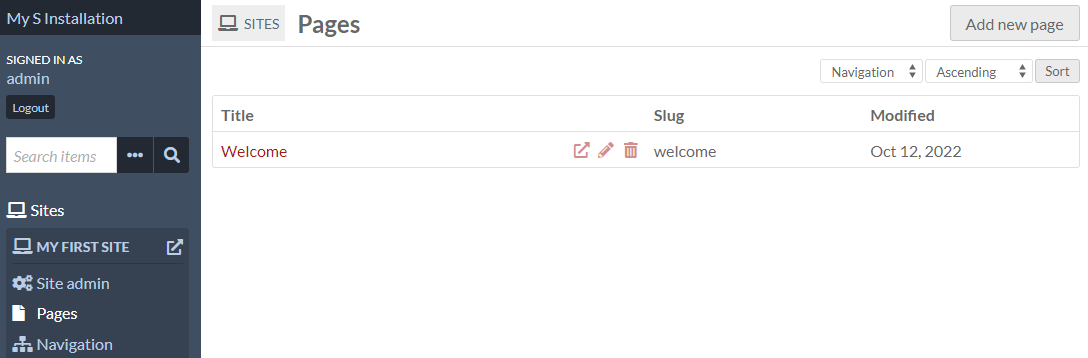 My S Installation
SIGNED IN AS
admin
Logout
Search items
Sites
MY FIRST SITE
Site admin
Pages
Navigation
SITES Pages Add new page
Navigation Ascending Sort
Title Slug Modified
Welcome welcome Oct 12, 2022